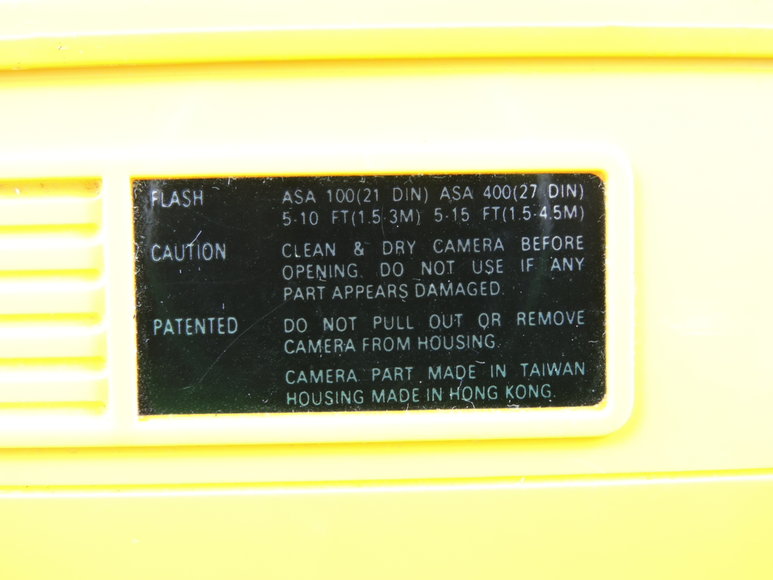 FLASH ASA 100(21 DIN) ASA 400(27 DIN)
5-10 FT(1.5-3M) 5-15 FT(1.5-4.5M)
CAUTION CLEAN & DRY CAMERA BEFORE
OPENING. DO NOT USE IF ANY
PART APPEARS DAMAGED.
PATENTED DO NOT PULL OUT OR REMOVE
CAMERA FROM HOUSING.
CAMERA PART MADE IN TAIWAN
HOUSING MADE IN HONG KONG.